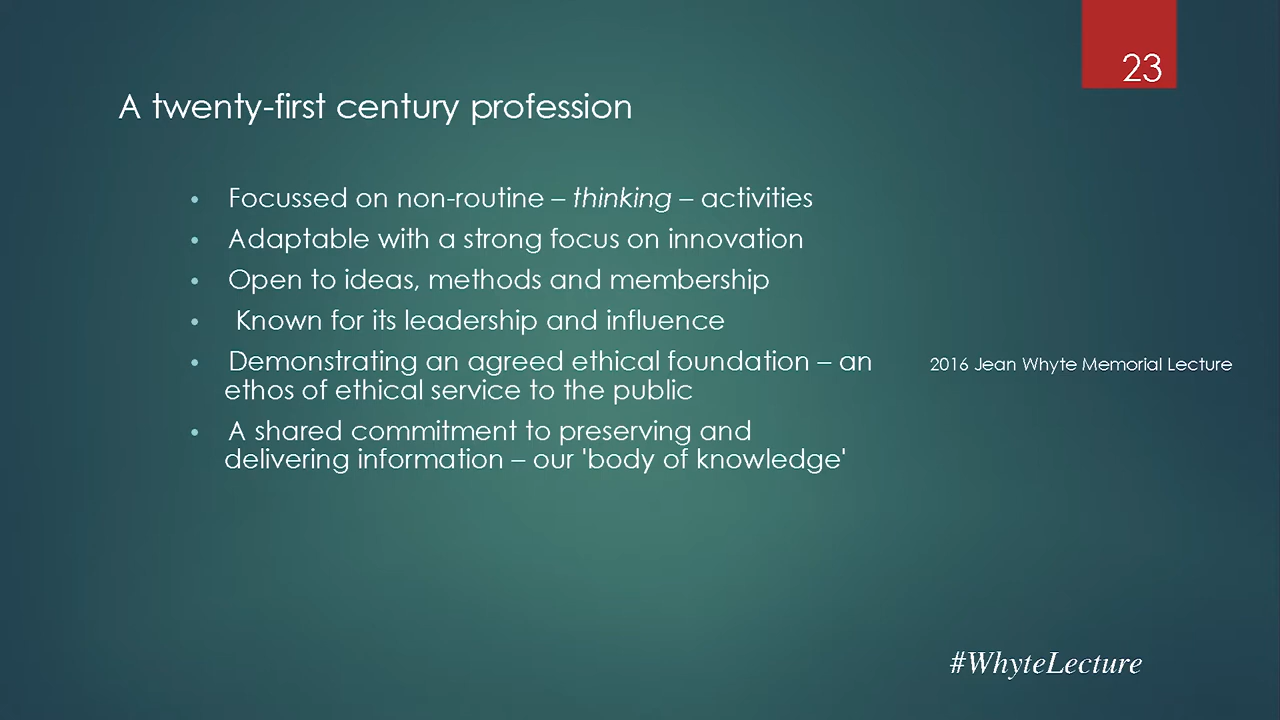 23
A twenty-first century profession
• Focussed on non-routine – thinking – activities
• Adaptable with a strong focus on innovation
• Open to ideas, methods and membership
• Known for its leadership and influence
• Demonstrating an agreed ethical foundation – an
ethos of ethical service to the public
• A shared commitment to preserving and
delivering information – our 'body of knowledge'
2016 Jean Whyte Memorial Lecture
#WhyteLecture